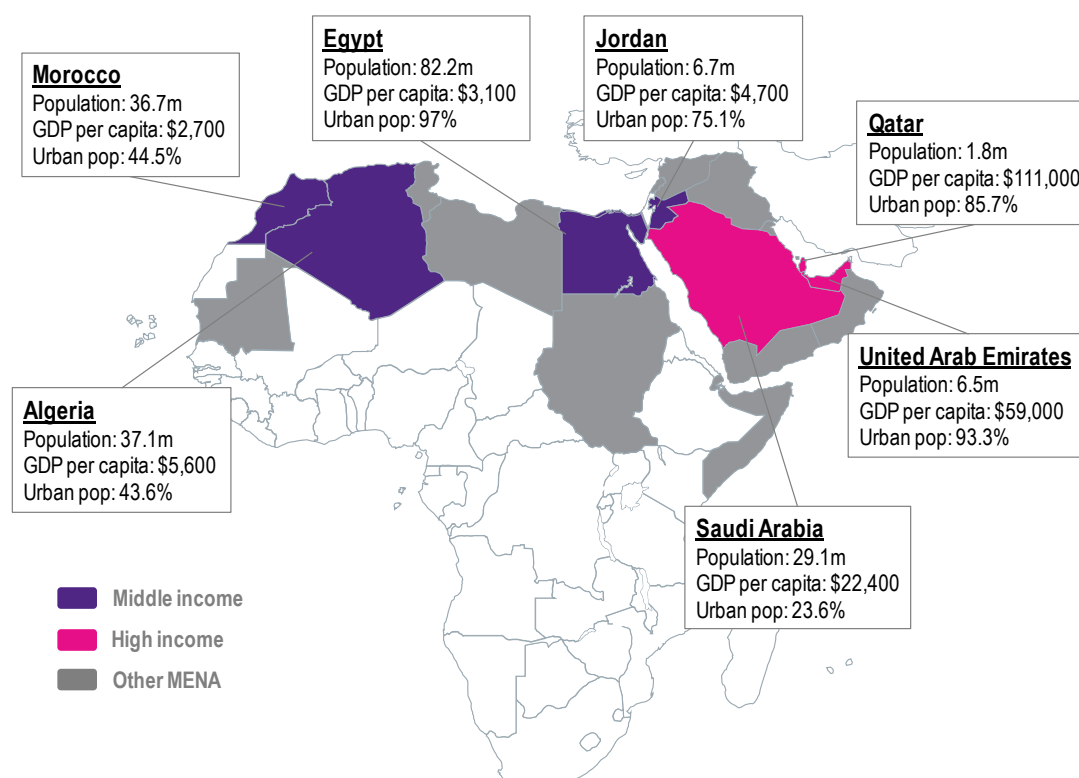 Egypt
Population: 82.2m
GDP per capita: $3,100
Urban pop: 97%
Jordan
Population: 6.7m
GDP per capita: $4,700
Urban pop: 75.1%
Morocco
Population: 36.7m
GDP per capita: $2,700
Urban pop: 44.5%
Qatar
Population: 1.8m
GDP per capita: $111,000
Urban pop: 85.7%
United Arab Emirates
Population: 6.5m
GDP per capita: $59,000
Urban pop: 93.3%
Algeria
Population: 37.1m
GDP per capita: $5,600
Urban pop: 43.6%
Saudi Arabia
Population: 29.1m
GDP per capita: $22,400
Urban pop: 23.6%
Middle income
High income
Other MENA